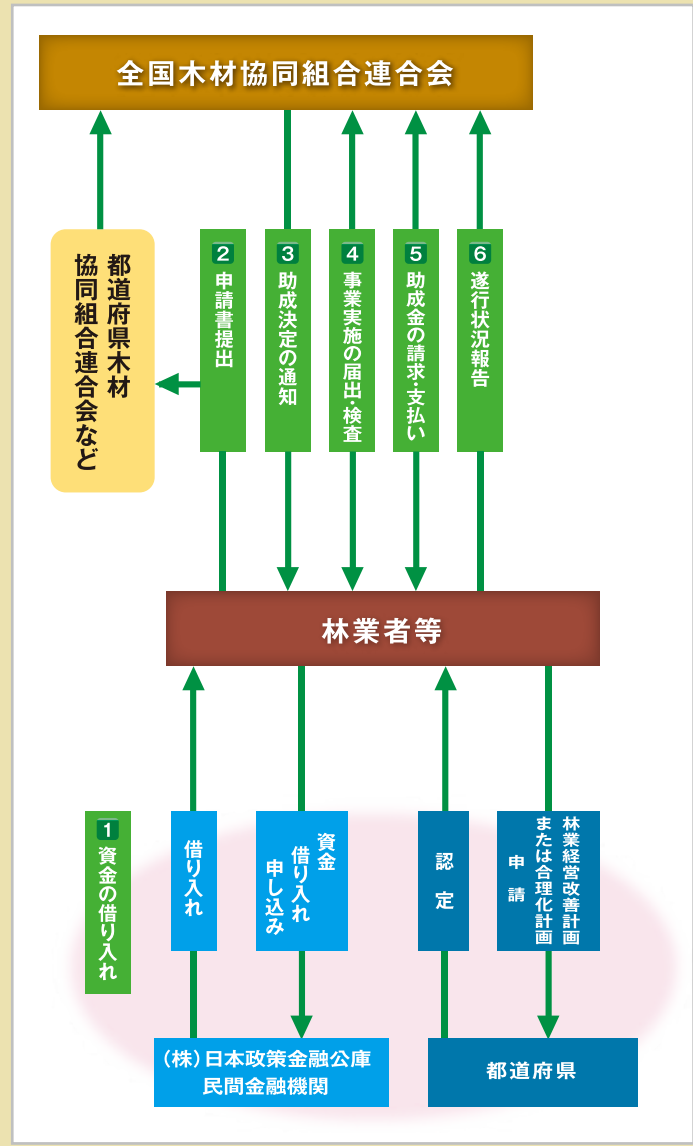 全国木材協同組合連合会
都道府県木材
協同組合連合会など
2 申請書提出
3 助成決定の通知
4 事業実施の届出・検査
5 助成金の請求・支払い
6 遂行状況報告
林業者等
1 資金の借り入れ
借り入れ
資金
借り入れ
申し込み
認定
林業経営改善計画
または合理化計画
申請
（株）日本政策金融公庫
民間金融機関
都道府県